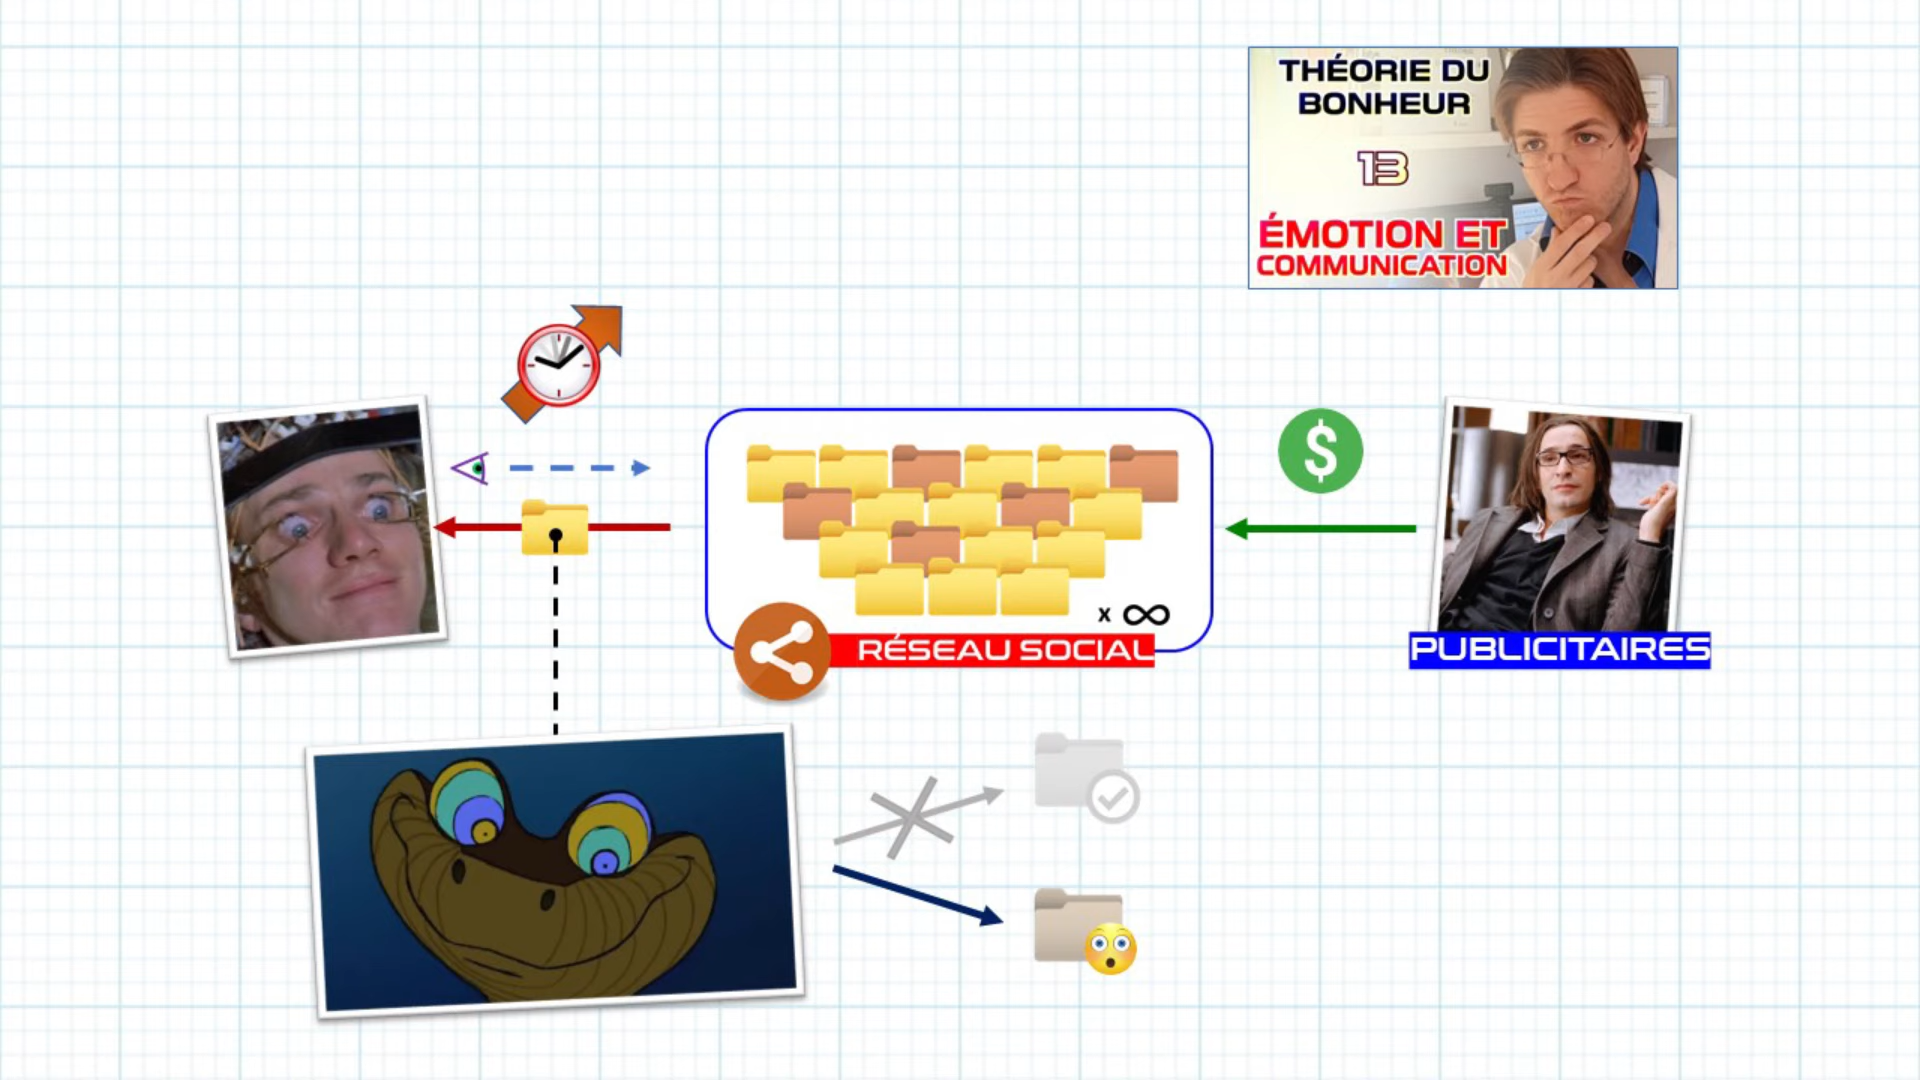 THÉORIE DU
BONHEUR
13
ÉMOTION ET
COMMUNICATION
$
x ∞
RÉSEAU SOCIAL
PUBLICITAIRES